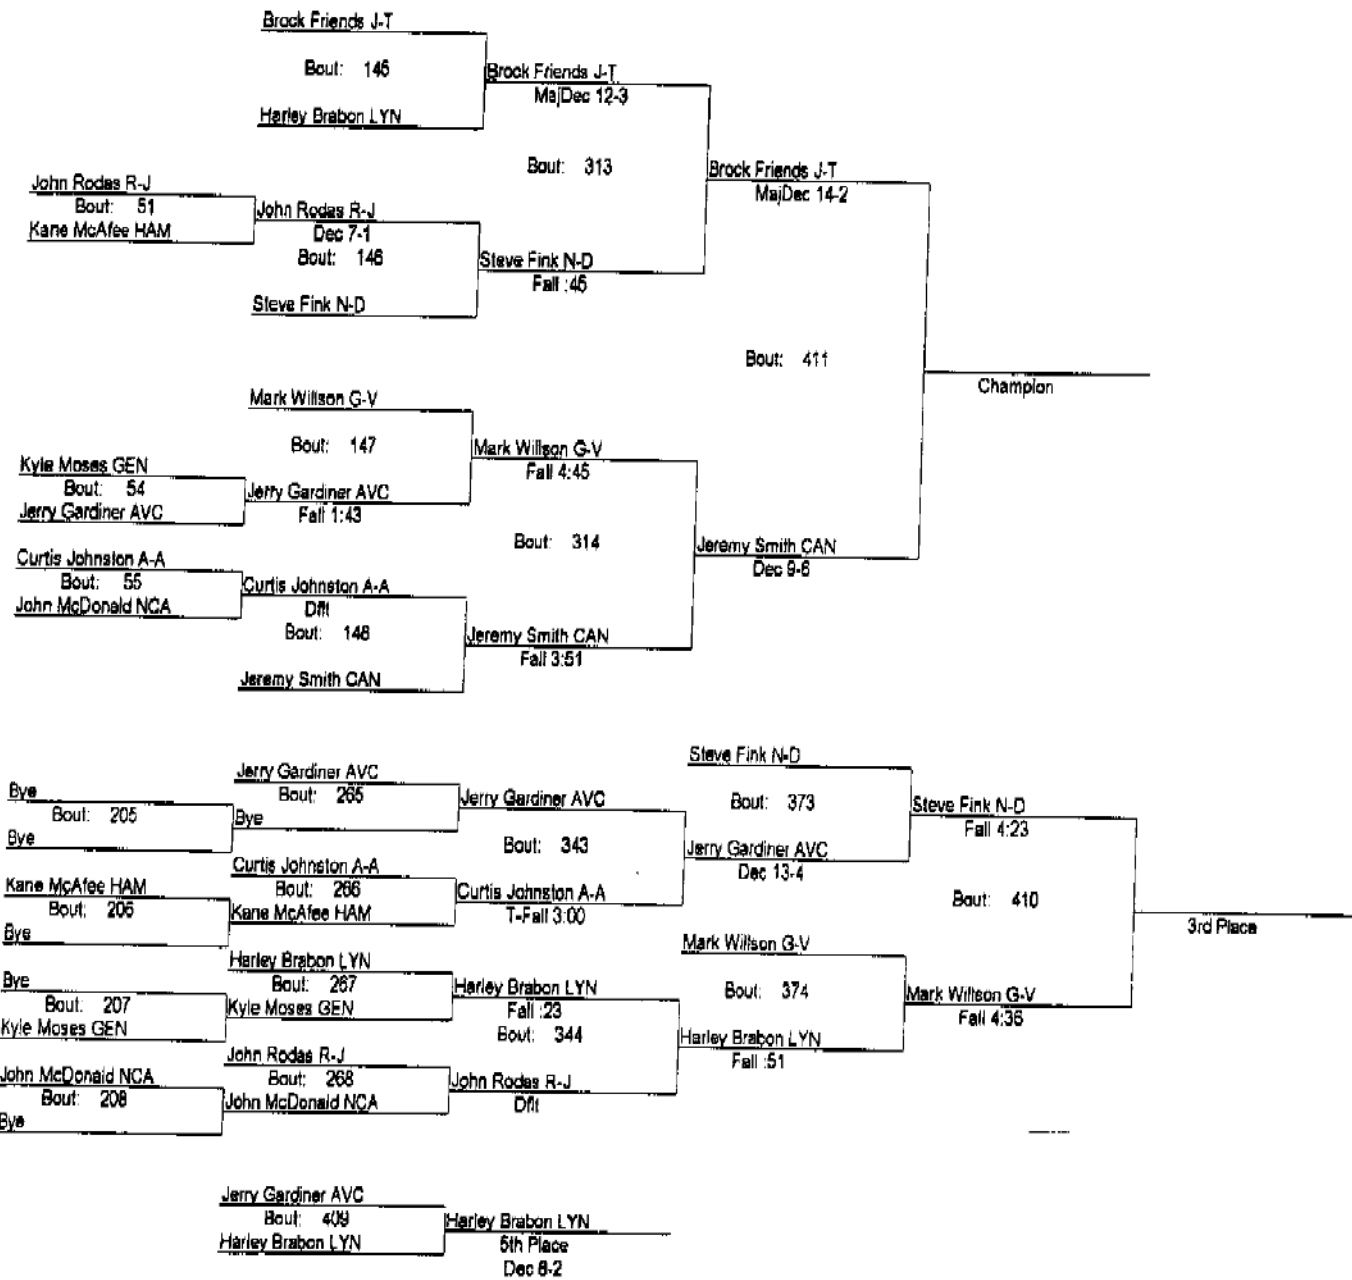 Brock Friends J-T
Bout: 145
Brock Friends J-T
MajDec 12-3
Harley Brabon LYN
Bout: 313
Brock Friends J-T
MajDec 14-2
John Rodas R-J
Bout: 51
Kane McAfee HAM
John Rodas R-J
Dec 7-1
Bout: 146
Steve Fink N-D
Fall :45
Steve Fink N-D
Bout: 411
Champion
Mark Willson G-V
Bout: 147
Mark Willson G-V
Fall 4:45
Kyle Moses GEN
Bout: 54
Jerry Gardiner AVC
Jerry Gardiner AVC
Fall 1:43
Bout: 314
Jeremy Smith CAN
Dec 9-6
Curtis Johnston A-A
Bout: 55
John McDonald NCA
Curtis Johnston A-A
Dflt
Bout: 148
Jeremy Smith CAN
Fall 3:51
Jeremy Smith CAN
Steve Fink N-D
Jerry Gardiner AVC
Bout: 265
Bye
Bout: 205
Bye
Bye
Jerry Gardiner AVC
Bout: 373
Steve Fink N-D
Fall 4:23
Bout: 343
Jerry Gardiner AVC
Dec 13-4
Curtis Johnston A-A
Bout: 266
Kane McAfee HAM
Kane McAfee HAM
Bout: 206
Bye
Curtis Johnston A-A
T-Fall 3:00
Bout: 410
3rd Place
Mark Willson G-V
Harley Brabon LYN
Bout: 267
Kyle Moses GEN
Bye
Bout: 207
Kyle Moses GEN
Harley Brabon LYN
Fall :23
Bout: 344
Bout: 374
Mark Willson G-V
Fall 4:36
Harley Brabon LYN
Fall :51
John Rodas R-J
Bout: 268
John McDonald NCA
John McDonald NCA
Bout: 208
Bye
John Rodas R-J
Dflt
Jerry Gardiner AVC
Bout: 409
Harley Brabon LYN
Harley Brabon LYN
5th Place
Dec 8-2